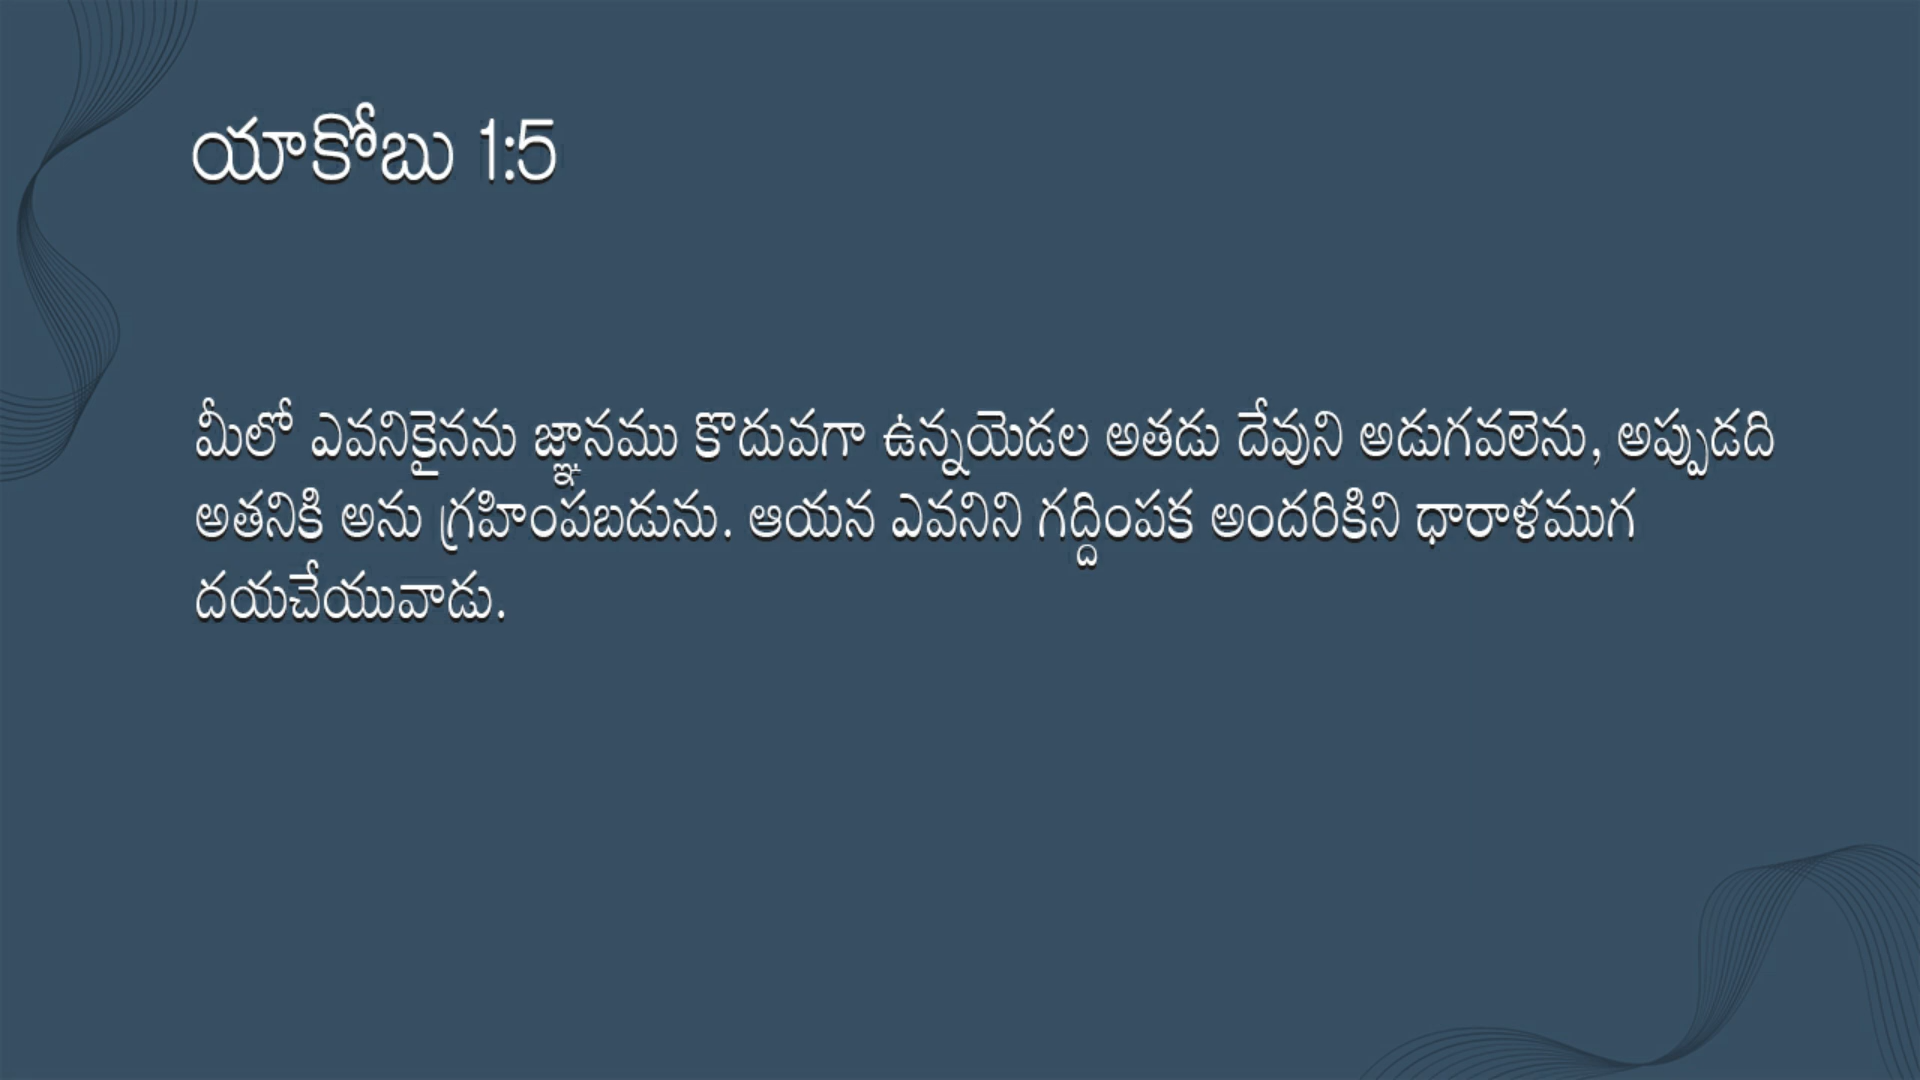 యాకోబు 1:5
మీలో ఎవనికైనను జ్ఞానము కొదువగా ఉన్నయెడల అతడు దేవుని అడుగవలెను, అప్పుడది
అతనికి అను గ్రహింపబడును. ఆయన ఎవనిని గద్దింపక అందరికిని ధారాళముగ
దయచేయువాడు.